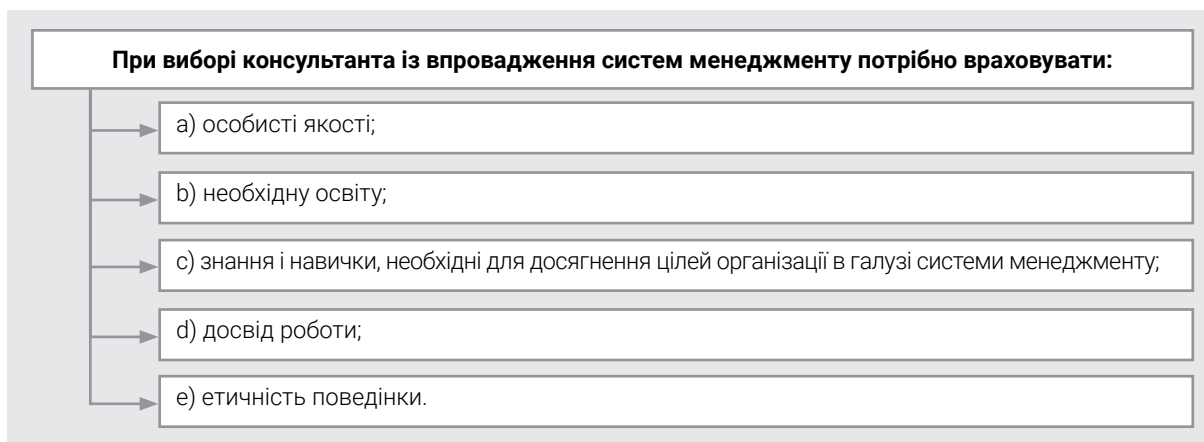 При виборі консультанта із впровадження систем менеджменту потрібно враховувати:
a) особисті якості;
b) необхідну освіту;
c) знання і навички, необхідні для досягнення цілей організації в галузі системи менеджменту;
d) досвід роботи;
e) етичність поведінки.